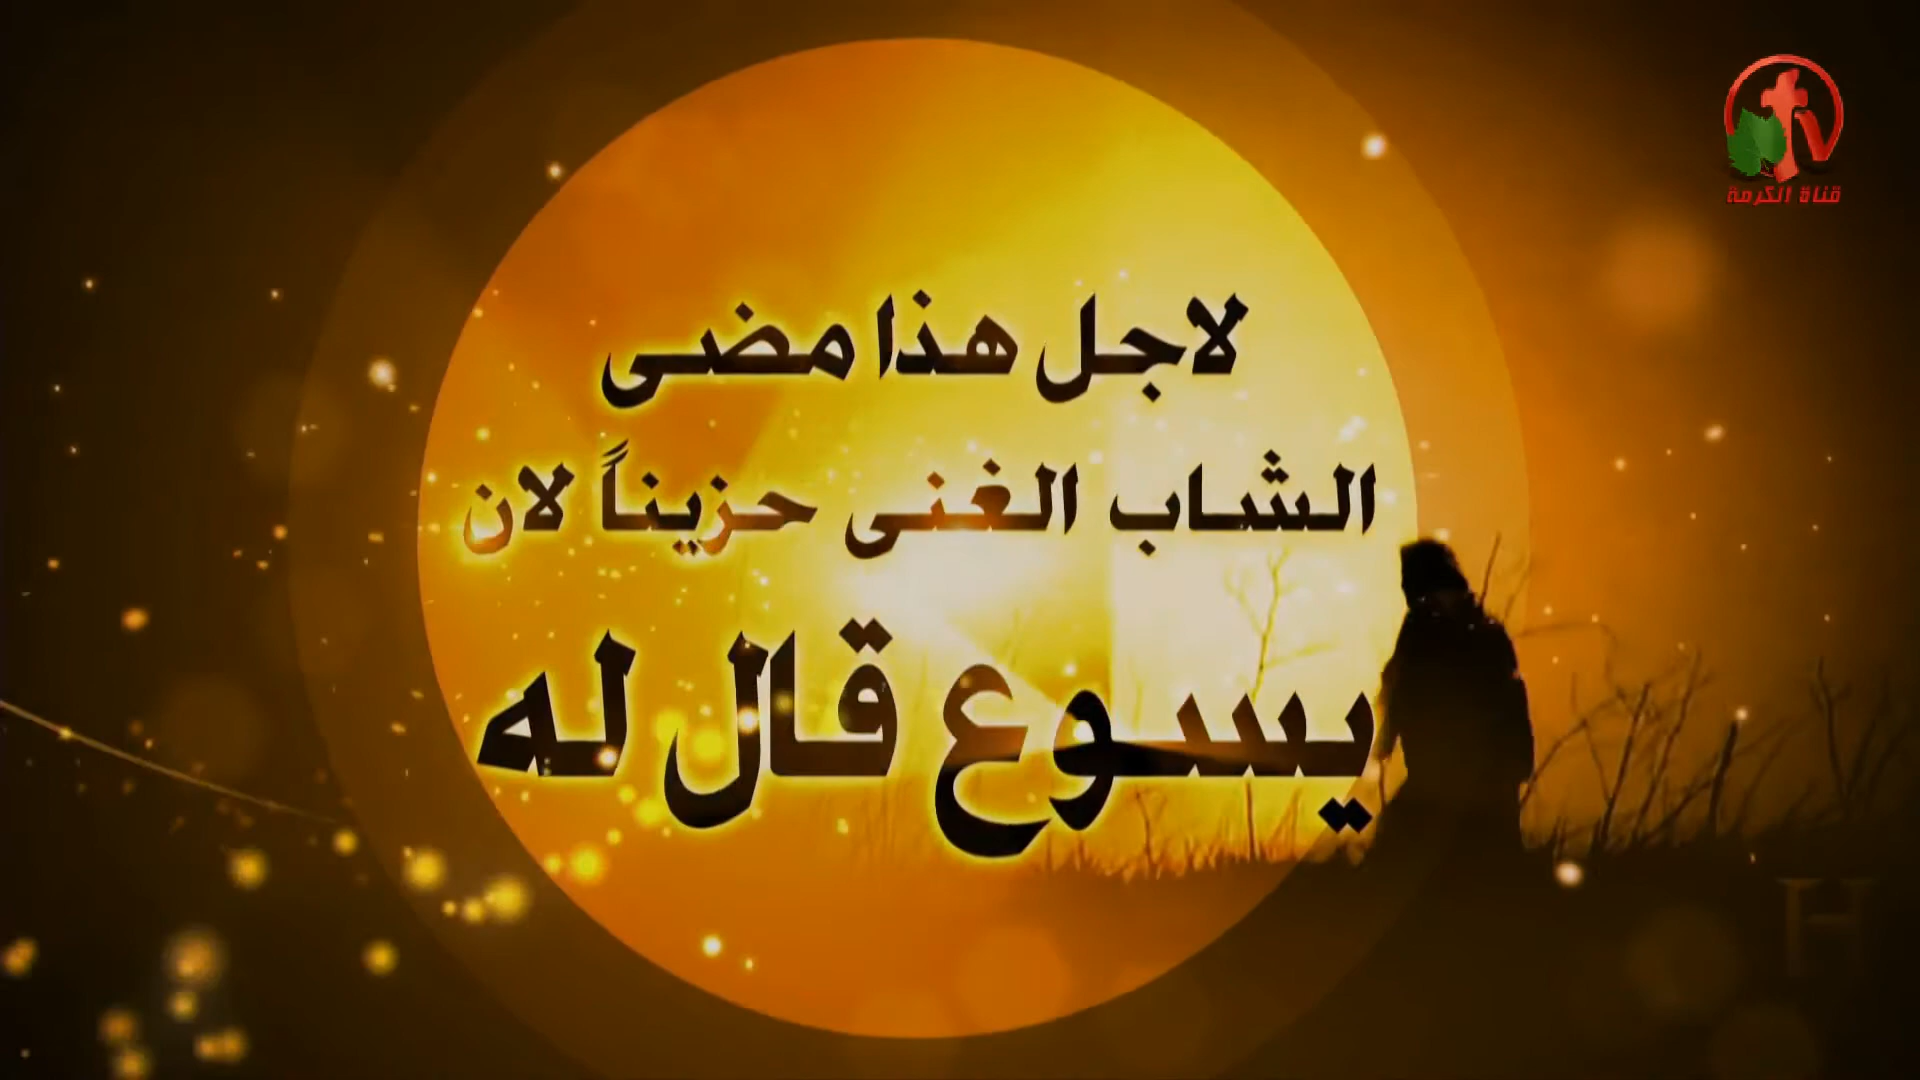 قناة الكرمة
لاجل هذا مضى
الشاب الغنى حزيناً لان
يسوع قال له